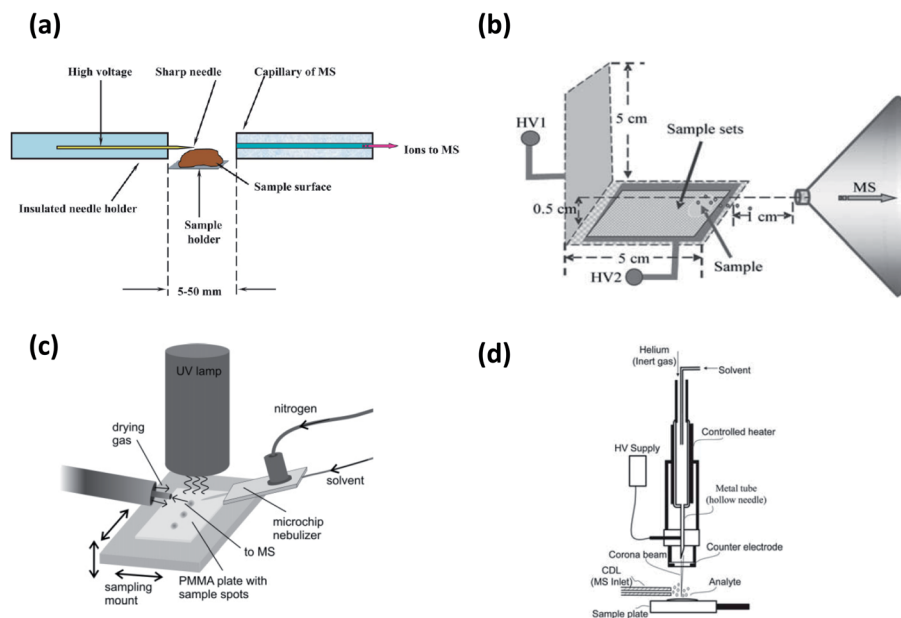 (a)
High voltage
Sharp needle
Capillary of MS
Ions to MS
Insulated needle holder
Sample surface
Sample
holder
5-50 mm
(b)
HV1
5 cm
Sample sets
MS
0.5 cm
1 cm
Sample
5 cm
HV2
(c)
UV lamp
nitrogen
drying
gas
solvent
microchip
nebulizer
to MS
PMMA plate with
sample spots
sampling
mount
(d)
Helium
(Inert gas)
Solvent
Controlled heater
HV Supply
Metal tube
(hollow needle)
Counter electrode
Corona beam
CDL
(MS Inlet)
Analyte
Sample plate